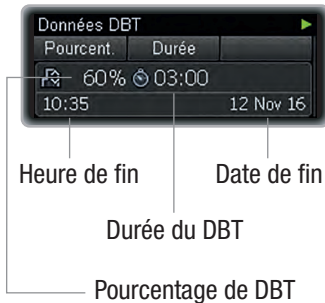 Données DBT
Pourcent. Durée
60% 03:00
10:35 12 Nov 16
Heure de fin Date de fin
Durée du DBT
Pourcentage de DBT